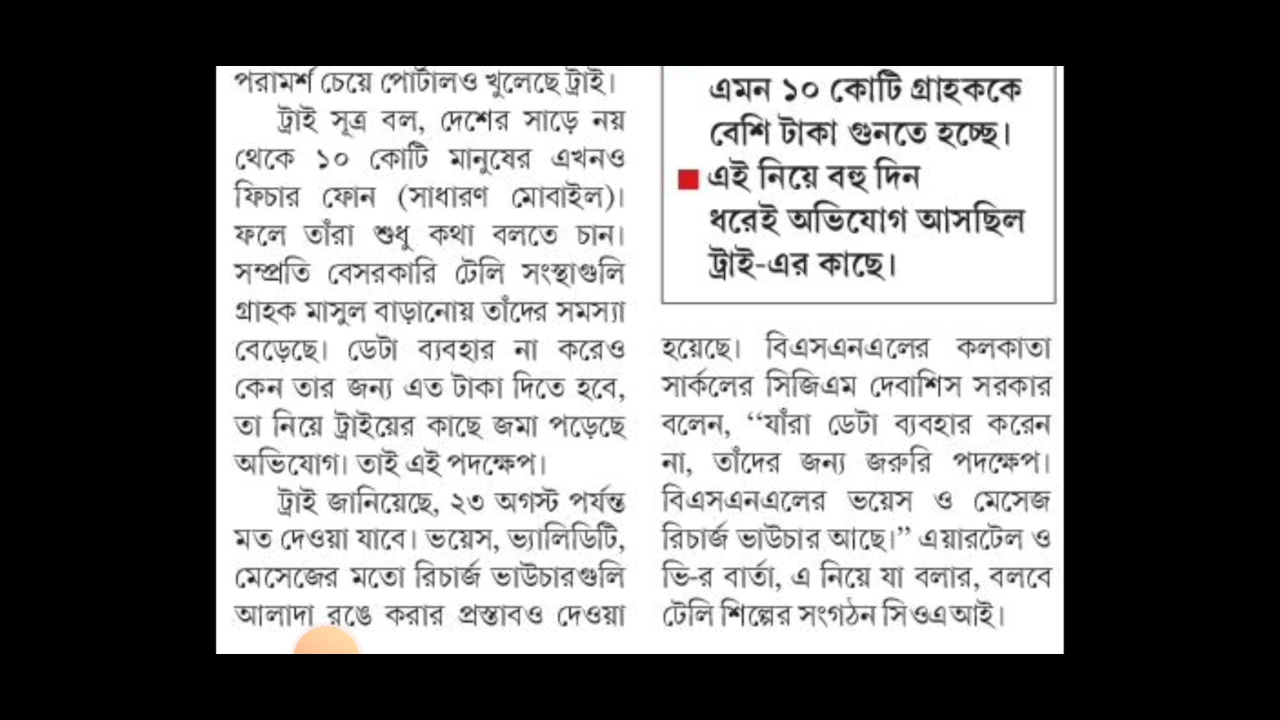 পরামর্শ চেয়ে পোর্টালও খুলেছে ট্রাই।
ট্রাই সূত্র বল, দেশের সাড়ে নয়
থেকে ১০ কোটি মানুষের এখনও
ফিচার ফোন (সাধারণ মোবাইল)।
ফলে তাঁরা শুধু কথা বলতে চান।
সম্প্রতি বেসরকারি টেলি সংস্থাগুলি
গ্রাহক মাসুল বাড়ানোয় তাঁদের সমস্যা
বেড়েছে। ডেটা ব্যবহার না করেও
কেন তার জন্য এত টাকা দিতে হবে,
তা নিয়ে ট্রাইয়ের কাছে জমা পড়েছে
অভিযোগ। তাই এই পদক্ষেপ।
ট্রাই জানিয়েছে, ২৩ অগস্ট পর্যন্ত
মত দেওয়া যাবে। ভয়েস, ভ্যালিডিটি,
মেসেজের মতো রিচার্জ ভাউচারগুলি
আলাদা রঙে করার প্রস্তাবও দেওয়া
এমন ১০ কোটি গ্রাহককে
বেশি টাকা গুনতে হচ্ছে।
এই নিয়ে বহু দিন
ধরেই অভিযোগ আসছিল
ট্রাই-এর কাছে।
হয়েছে। বিএসএনএলের কলকাতা
সার্কলের সিজিএম দেবাশিস সরকার
বলেন, ‘‘যাঁরা ডেটা ব্যবহার করেন
না, তাঁদের জন্য জরুরি পদক্ষেপ।
বিএসএনএলের ভয়েস ও মেসেজ
রিচার্জ ভাউচার আছে।’’ এয়ারটেল ও
ভি-র বার্তা, এ নিয়ে যা বলার, বলবে
টেলি শিল্পের সংগঠন সিওএআই।